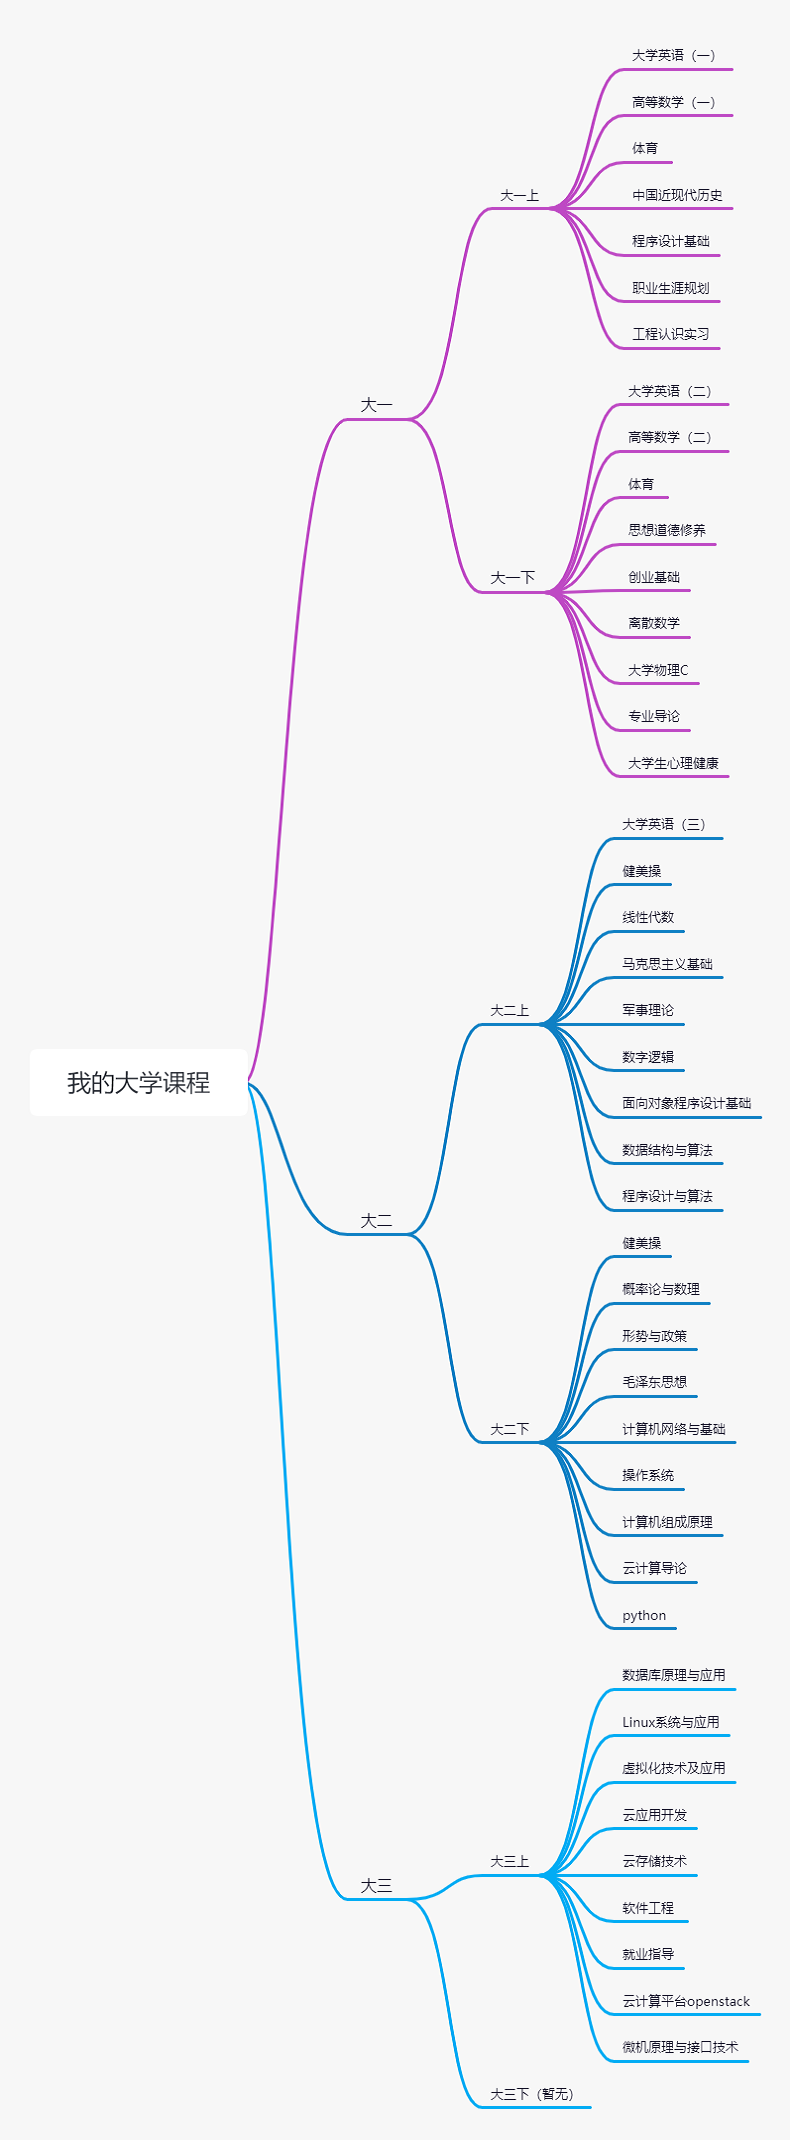 我的大学课程
大一
大一上
大学英语（一）
高等数学（一）
体育
中国近现代历史
程序设计基础
职业生涯规划
工程认识实习
大一下
大学英语（二）
高等数学（二）
体育
思想道德修养
创业基础
离散数学
大学物理C
专业导论
大学生心理健康
大二
大二上
大学英语（三）
健美操
线性代数
马克思主义基础
军事理论
数字逻辑
面向对象程序设计基础
数据结构与算法
程序设计与算法
大二下
健美操
概率论与数理
形势与政策
毛泽东思想
计算机网络与基础
操作系统
计算机组成原理
云计算导论
python
大三
大三上
数据库原理与应用
Linux系统与应用
虚拟化技术及应用
云应用开发
云存储技术
软件工程
就业指导
云计算平台openstack
微机原理与接口技术
大三下（暂无）